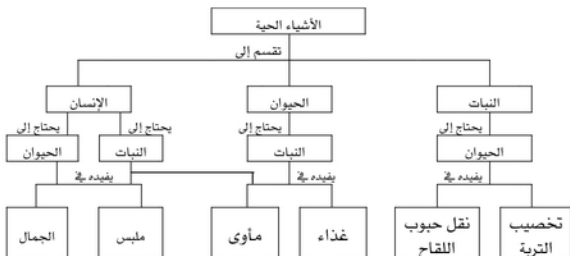 الأشياء الحية
تقسم إلى
النبات
الحيوان
الإنسان
يحتاج إلى
يحتاج إلى
يحتاج إلى
يحتاج إلى
الحيوان
النبات
النبات
الحيوان
يفيده في
يفيده في
يفيده في
تخصيب
التربة
نقل حبوب
اللقاح
غذاء
مأوى
ملبس
الجمال